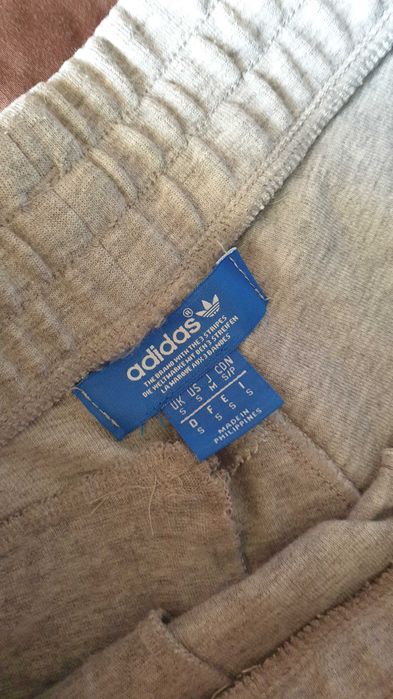 adidas®
THE BRAND WITH THE 3 STRIPES
DIE WELTMARKE MIT DEN 3 STREIFEN
LA MARQUE AUX 3 BANDES
UK US J CDN
S S M S/P
D F E I
S S S S
MADE IN
PHILIPPINES